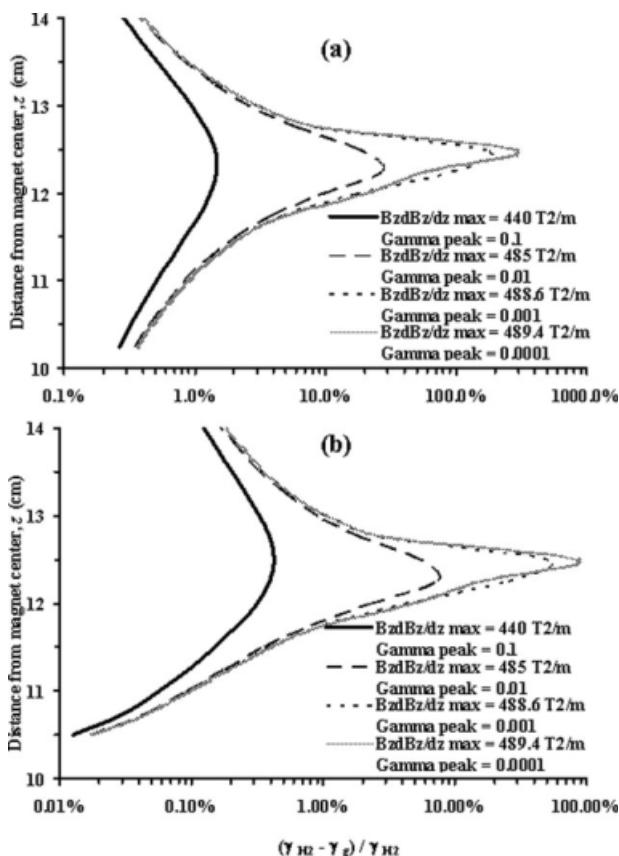 14
(a)
13
Distance from magnet center, z (cm)
12
BzdBz/dz max = 440 T2/m
Gamma peak = 0.1
BzdBz/dz max = 485 T2/m
Gamma peak = 0.01
11
BzdBz/dz max = 488.6 T2/m
Gamma peak = 0.001
BzdBz/dz max = 489.4 T2/m
Gamma peak = 0.0001
10
0.1% 1.0% 10.0% 100.0% 1000.0%
14
(b)
13
Distance from magnet center, z (cm)
12
BzdBz/dz max = 440 T2/m
Gamma peak = 0.1
BzdBz/dz max = 485 T2/m
Gamma peak = 0.01
11
BzdBz/dz max = 488.6 T2/m
Gamma peak = 0.001
BzdBz/dz max = 489.4 T2/m
Gamma peak = 0.0001
10
0.01% 0.10% 1.00% 10.00% 100.00%
(γH2 - γg) / γH2